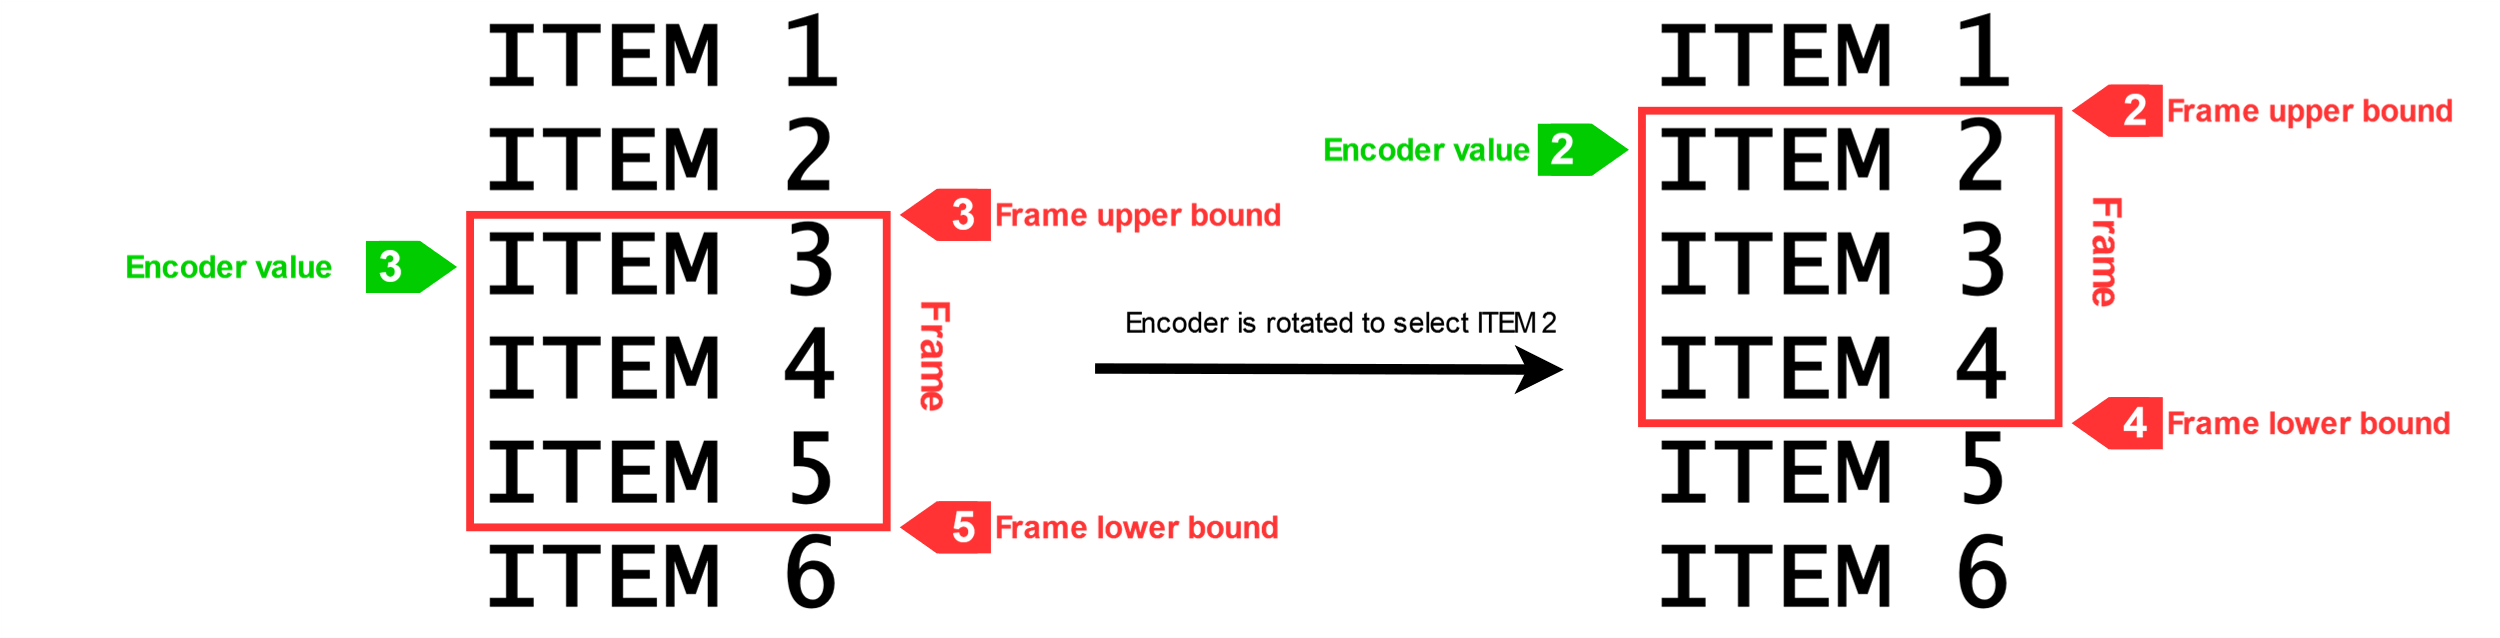 ITEM 1
ITEM 2
3 Frame upper bound
Encoder value 3
ITEM 3
Frame
ITEM 4
ITEM 5
5 Frame lower bound
ITEM 6
Encoder is rotated to select ITEM 2
ITEM 1
2 Frame upper bound
Encoder value 2
ITEM 2
ITEM 3
Frame
ITEM 4
4 Frame lower bound
ITEM 5
ITEM 6